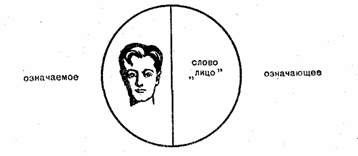 означаемое
слово
„лицо”
означающее